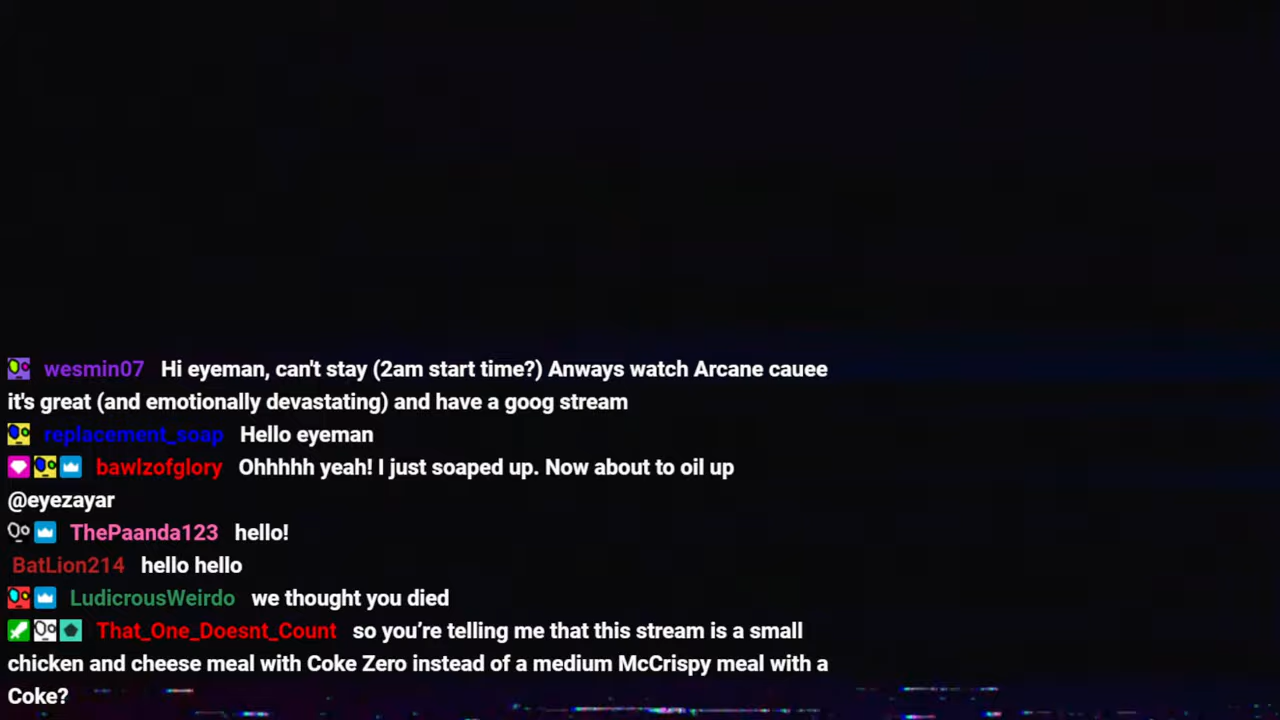 wesmin07 Hi eyeman, can't stay (2am start time?) Anways watch Arcane cauee
it's great (and emotionally devastating) and have a goog stream
replacement_soap Hello eyeman
bawlzofglory Ohhhhh yeah! I just soaped up. Now about to oil up
@eyezayar
ThePaanda123 hello!
BatLion214 hello hello
LudicrousWeirdo we thought you died
That_One_Doesnt_Count so you’re telling me that this stream is a small
chicken and cheese meal with Coke Zero instead of a medium McCrispy meal with a
Coke?